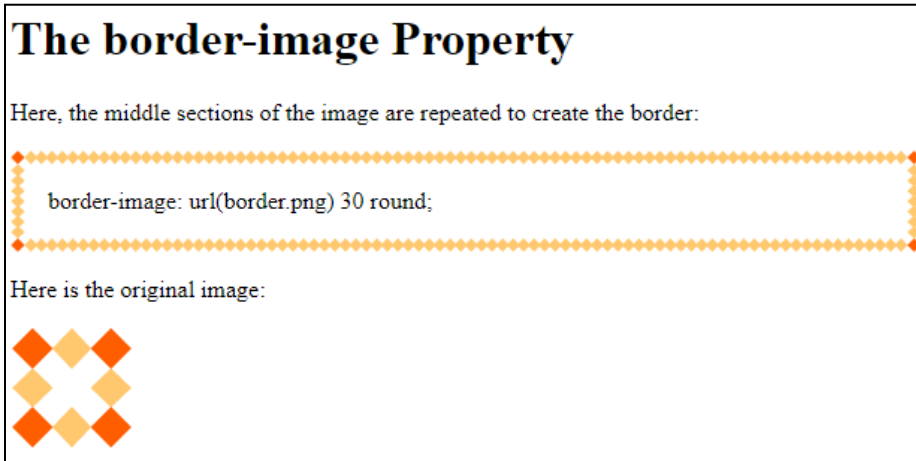 The border-image Property
Here, the middle sections of the image are repeated to create the border:
border-image: url(border.png) 30 round;
Here is the original image: